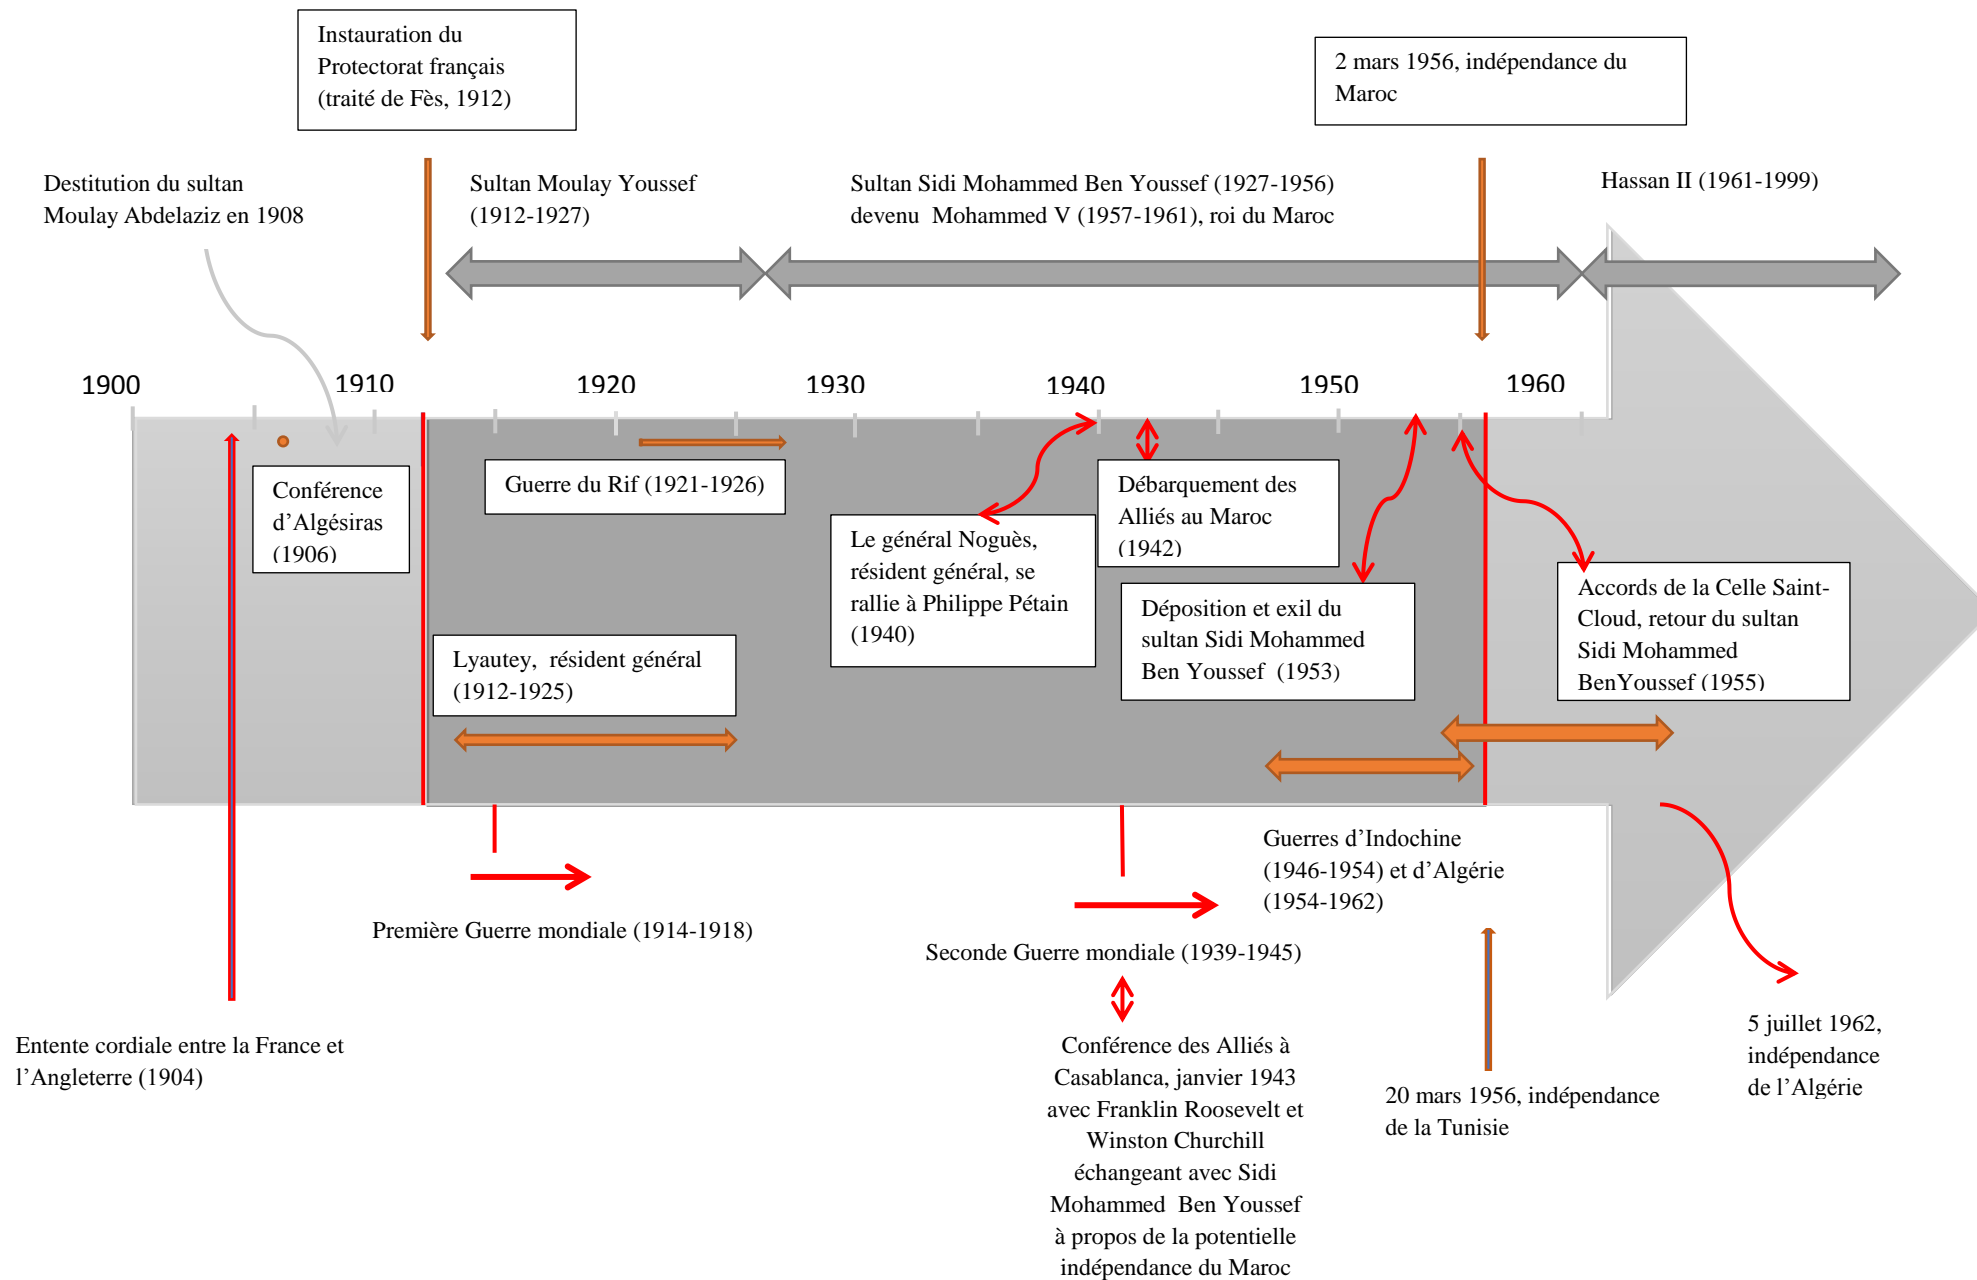 Instauration du
Protectorat français
(traité de Fès, 1912)
2 mars 1956, indépendance du
Maroc
Destitution du sultan
Moulay Abdelaziz en 1908
Sultan Moulay Youssef
(1912-1927)
Sultan Sidi Mohammed Ben Youssef (1927-1956)
devenu  Mohammed V (1957-1961), roi du Maroc
Hassan II (1961-1999)
1900
1910
1920
1930
1940
1950
1960
Conférence
d’Algésiras
(1906)
Guerre du Rif (1921-1926)
Le général Noguès,
résident général, se
rallie à Philippe Pétain
(1940)
Débarquement des
Alliés au Maroc
(1942)
Déposition et exil du
sultan Sidi Mohammed
Ben Youssef  (1953)
Accords de la Celle Saint-
Cloud, retour du sultan
Sidi Mohammed
BenYoussef (1955)
Lyautey,  résident général
(1912-1925)
Première Guerre mondiale (1914-1918)
Seconde Guerre mondiale (1939-1945)
Guerres d’Indochine
(1946-1954) et d’Algérie
(1954-1962)
Entente cordiale entre la France et
l’Angleterre (1904)
Conférence des Alliés à
Casablanca, janvier 1943
avec Franklin Roosevelt et
Winston Churchill
échangeant avec Sidi
Mohammed  Ben Youssef
à propos de la potentielle
indépendance du Maroc
20 mars 1956, indépendance
de la Tunisie
5 juillet 1962,
indépendance
de l’Algérie